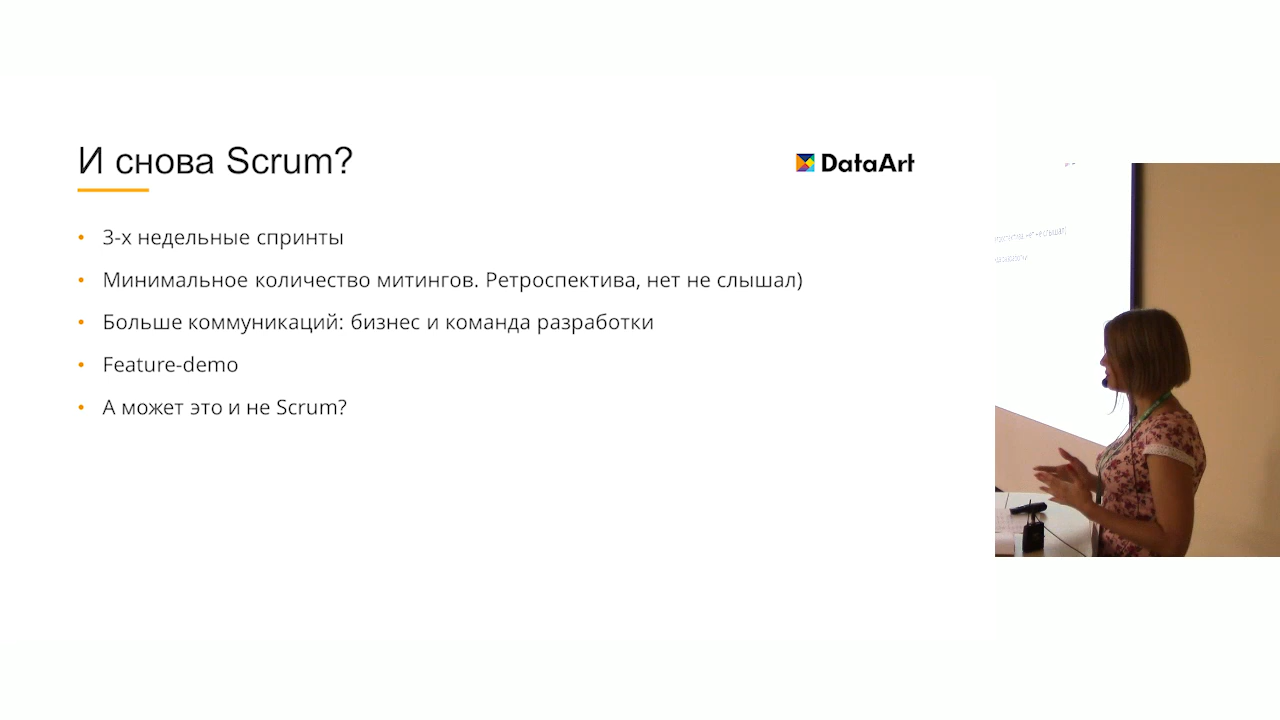 И снова Scrum?
DataArt
3-х недельные спринты
Минимальное количество митингов. Ретроспектива, нет не слышал)
Больше коммуникаций: бизнес и команда разработки
Feature-demo
А может это и не Scrum?